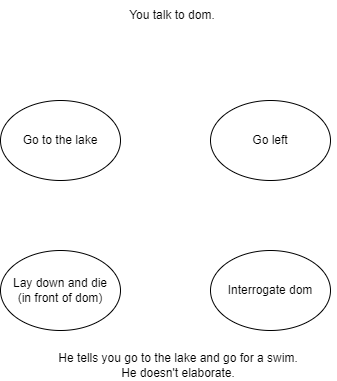 You talk to dom.
Go to the lake
Go left
Lay down and die
(in front of dom)
Interrogate dom
He tells you go to the lake and go for a swim.
He doesn't elaborate.